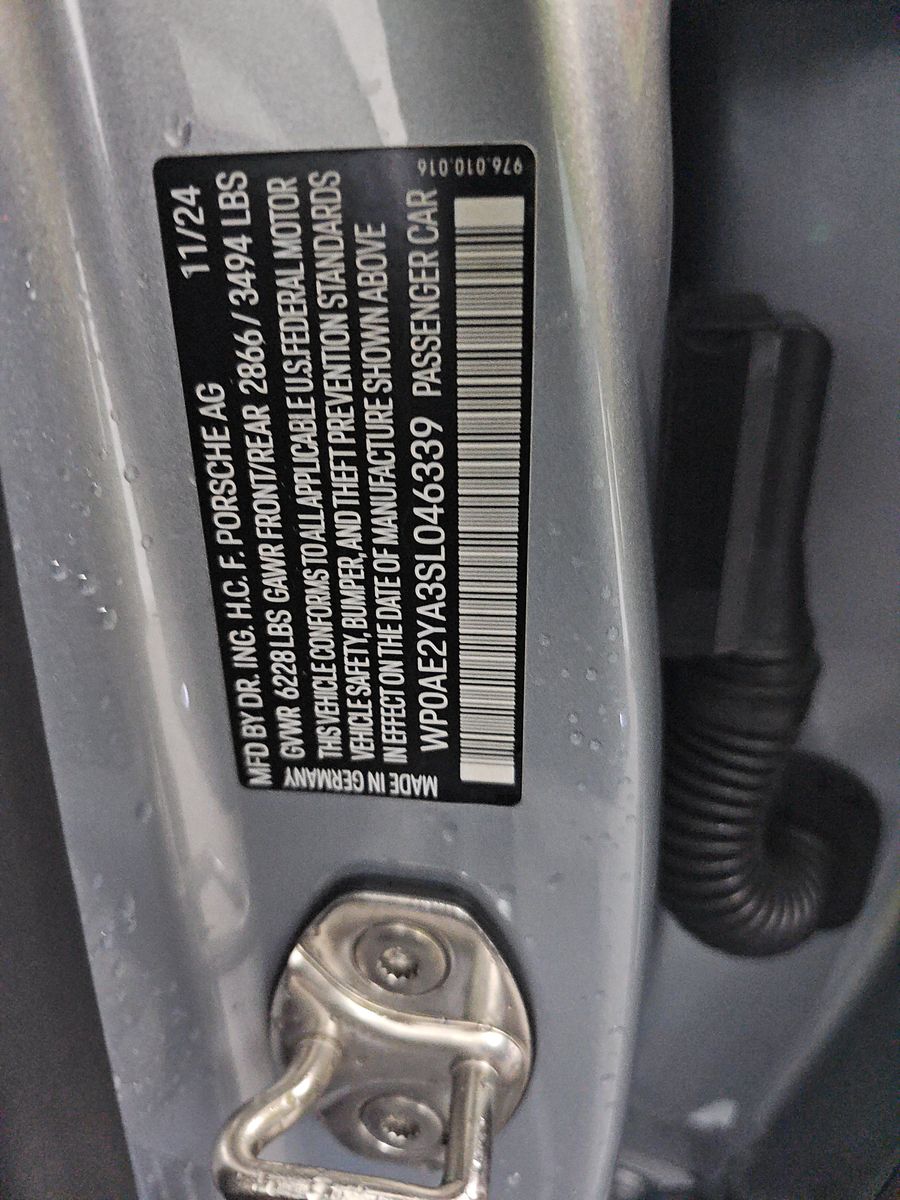 11/24
MFD BY DR. ING. H.C. F. PORSCHE AG
GVWR 6228 LBS GAWR FRONT/REAR 2866 / 3494 LBS
THIS VEHICLE CONFORMS TO ALL APPLICABLE U.S. FEDERAL MOTOR
VEHICLE SAFETY, BUMPER, AND THEFT PREVENTION STANDARDS
IN EFFECT ON THE DATE OF MANUFACTURE SHOWN ABOVE
WP0AE2YA3SL046339 PASSENGER CAR
MADE IN GERMANY
976.010.016